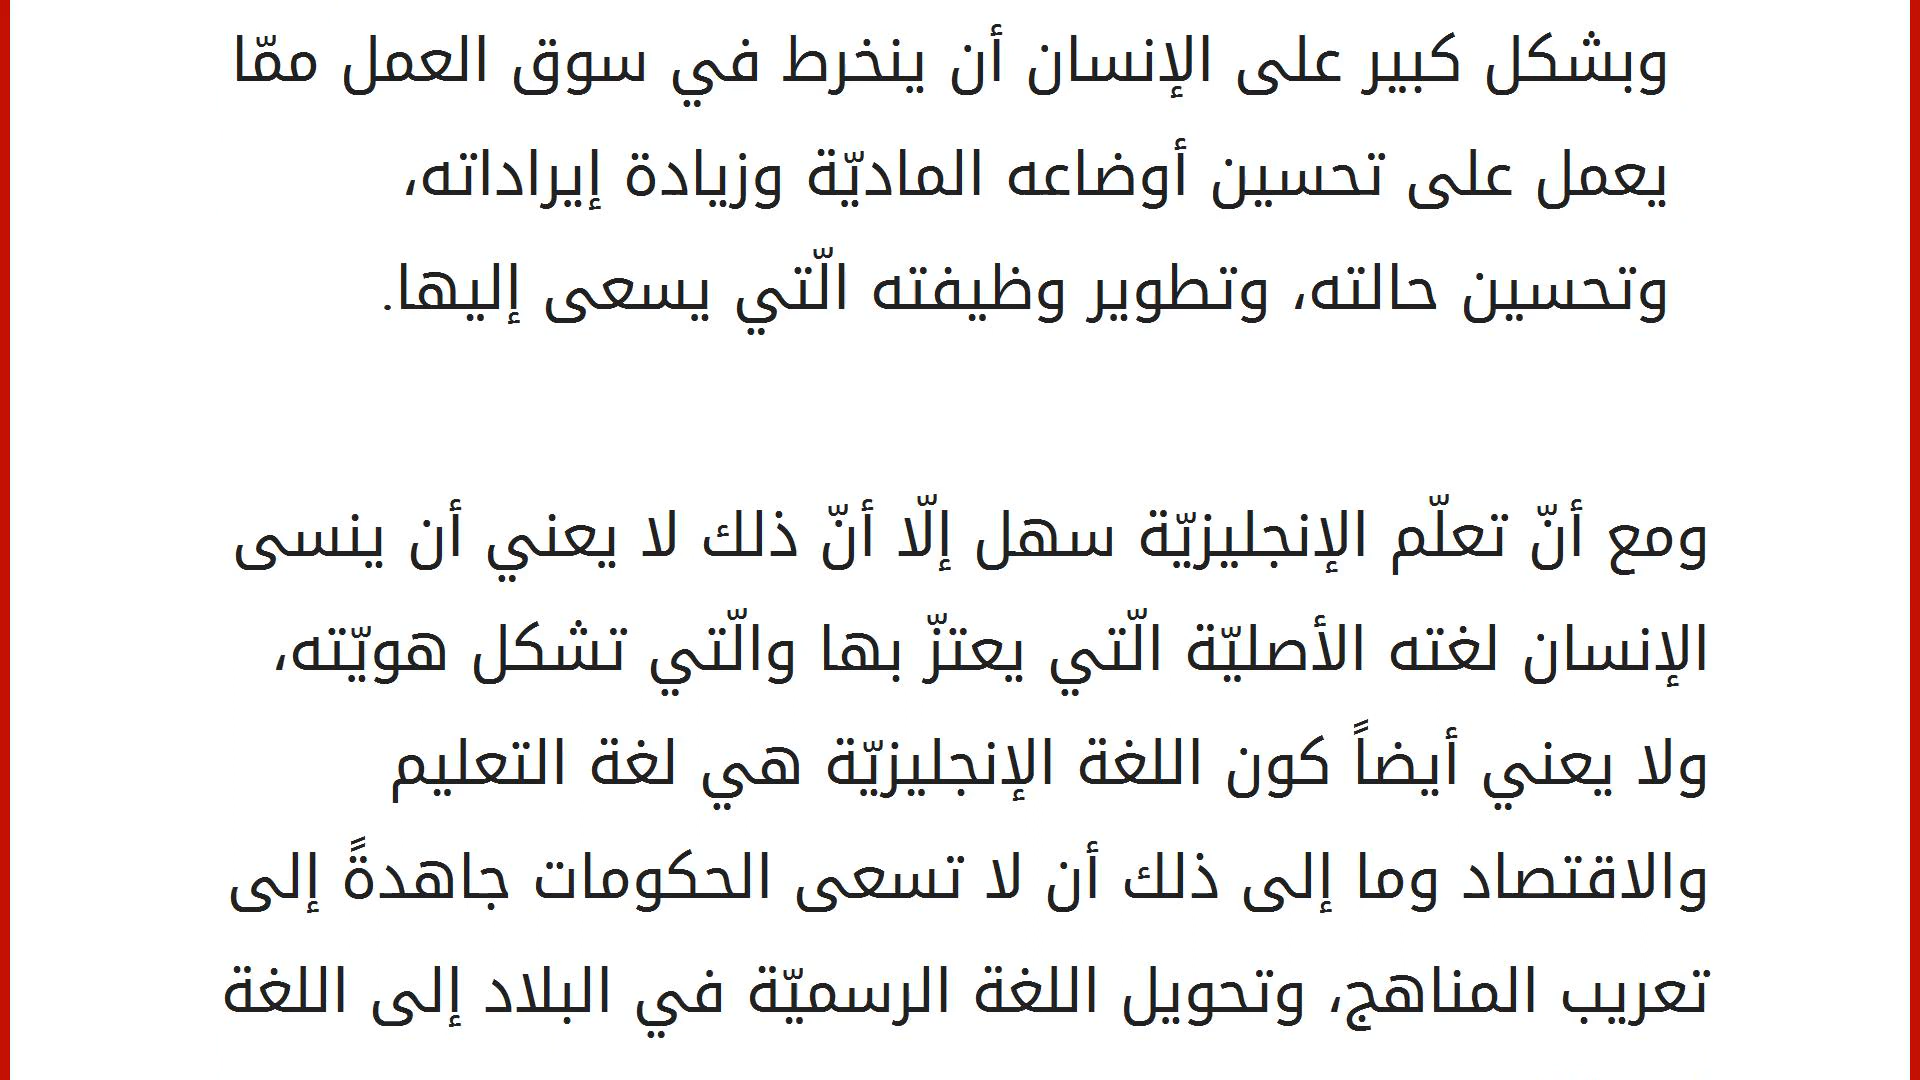 وبشكل كبير على الإنسان أن ينخرط في سوق العمل ممّا
يعمل على تحسين أوضاعه الماديّة وزيادة إيراداته،
وتحسين حالته، وتطوير وظيفته الّتي يسعى إليها.
ومع أنّ تعلّم الإنجليزيّة سهل إلّا أنّ ذلك لا يعني أن ينسى
الإنسان لغته الأصليّة الّتي يعتزّ بها والّتي تشكل هويّته،
ولا يعني أيضاً كون اللغة الإنجليزيّة هي لغة التعليم
والاقتصاد وما إلى ذلك أن لا تسعى الحكومات جاهدةً إلى
تعريب المناهج، وتحويل اللغة الرسميّة في البلاد إلى اللغة